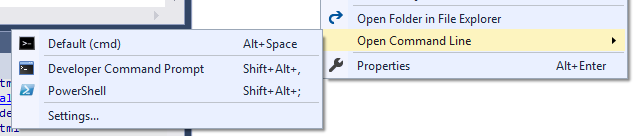 Open Folder in File Explorer
Default (cmd) Alt+Space
Open Command Line
Developer Command Prompt Shift+Alt+,
Properties Alt+Enter
PowerShell Shift+Alt+;
Settings...